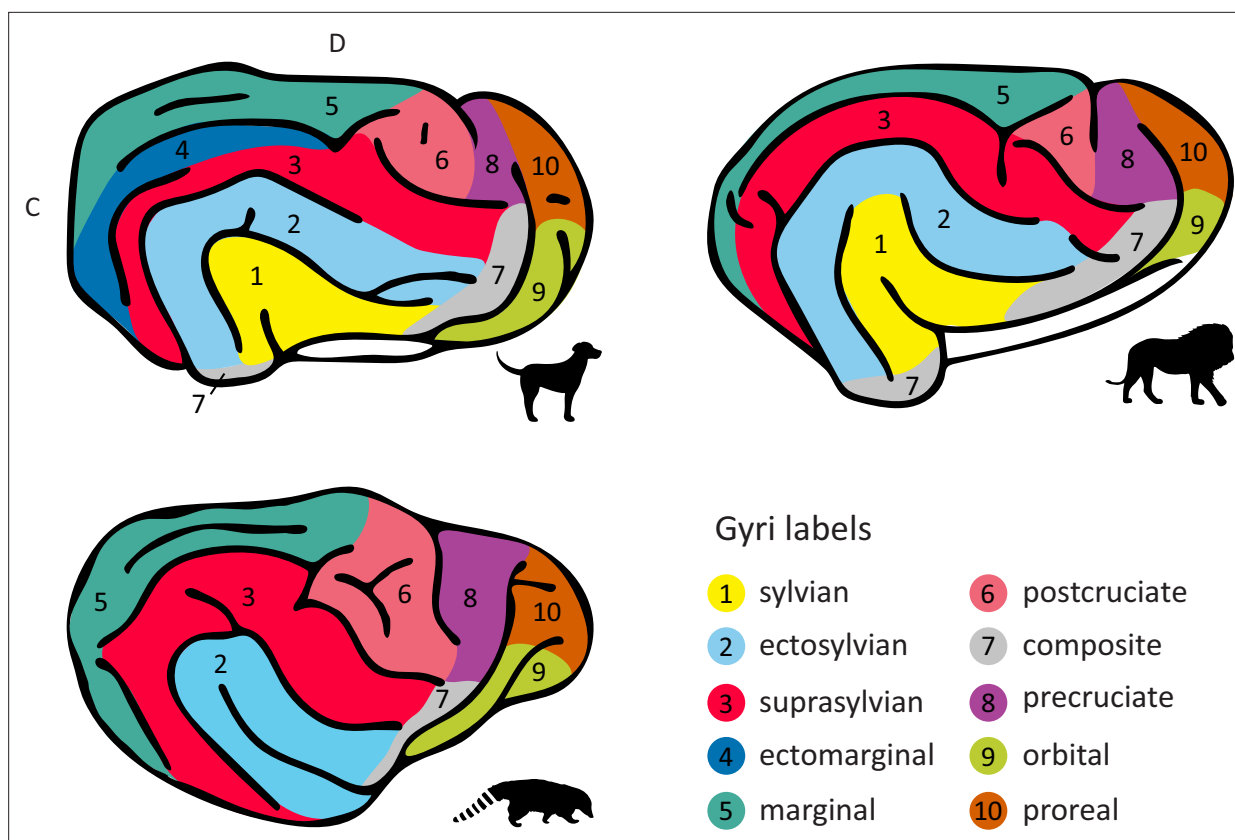 D
C
5
4
3
2
1
6
8
10
7
9
7
5
3
6
8
10
2
1
7
9
7
5
3
6
8
10
2
7
9
Gyri labels
1 sylvian
2 ectosylvian
3 suprasylvian
4 ectomarginal
5 marginal
6 postcruciate
7 composite
8 precruciate
9 orbital
10 proreal